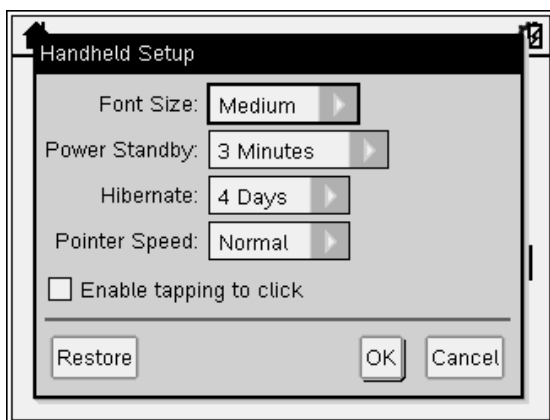 Handheld Setup
Font Size: Medium
Power Standby: 3 Minutes
Hibernate: 4 Days
Pointer Speed: Normal
Enable tapping to click
Restore OK Cancel